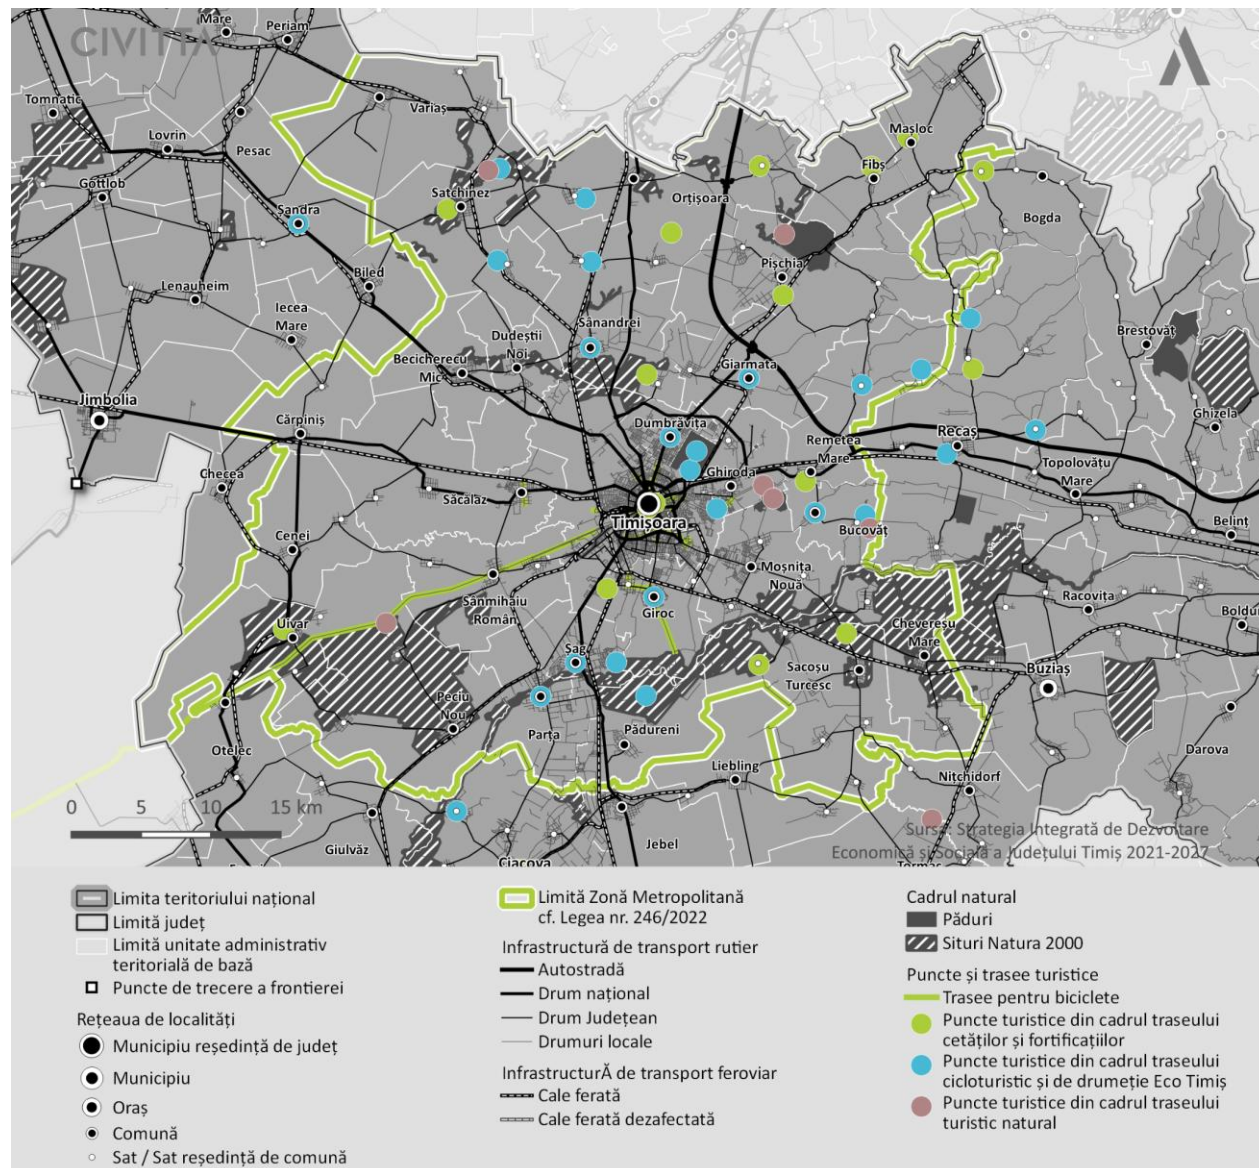 CIVITTA
Mare
Periam
Tomnatic
Variaș
Mașloc
Lovrin
Pesac
Fibiș
Gottlob
Satchinez
Orțișoara
Sandra
Bogda
Pișchia
Biled
Lenauheim
Iecea
Mare
Dudeștii
Noi
Sânandrei
Brestovăț
Becicherecu
Mic
Giarmata
Jimbolia
Ghizela
Cărpiniș
Dumbrăvița
Recaș
Remetea
Mare
Checea
Ghiroda
Topolovățu
Mare
Săcălaz
Timișoara
Belinț
Bucovăț
Cenei
Moșnița
Nouă
Sânmihaiu
Român
Racovița
Giroc
Boldur
Uivar
Chevereșu
Mare
Șag
Sacoșu
Turcesc
Buziaș
Peciu
Nou
Parța
Pădureni
Otelec
Darova
Liebling
Nițchidorf
0 5 10 15 km
Giulvăz
Jebel
Ciacova
Sursa: Strategia Integrată de Dezvoltare
Economică și Socială a Județului Timiș 2021-2027
Limita teritoriului național
Limită județ
Limită unitate administrativ
teritorială de bază
Puncte de trecere a frontierei
Rețeaua de localități
Municipiu reședință de județ
Municipiu
Oraș
Comună
Sat / Sat reședință de comună
Limită Zonă Metropolitană
cf. Legea nr. 246/2022
Infrastructură de transport rutier
Autostradă
Drum național
Drum Județean
Drumuri locale
InfrastructurĂ de transport feroviar
Cale ferată
Cale ferată dezafectată
Cadrul natural
Păduri
Situri Natura 2000
Puncte și trasee turistice
Trasee pentru biciclete
Puncte turistice din cadrul traseului
cetăților și fortificațiilor
Puncte turistice din cadrul traseului
cicloturistic și de drumeție Eco Timiș
Puncte turistice din cadrul traseului
turistic natural